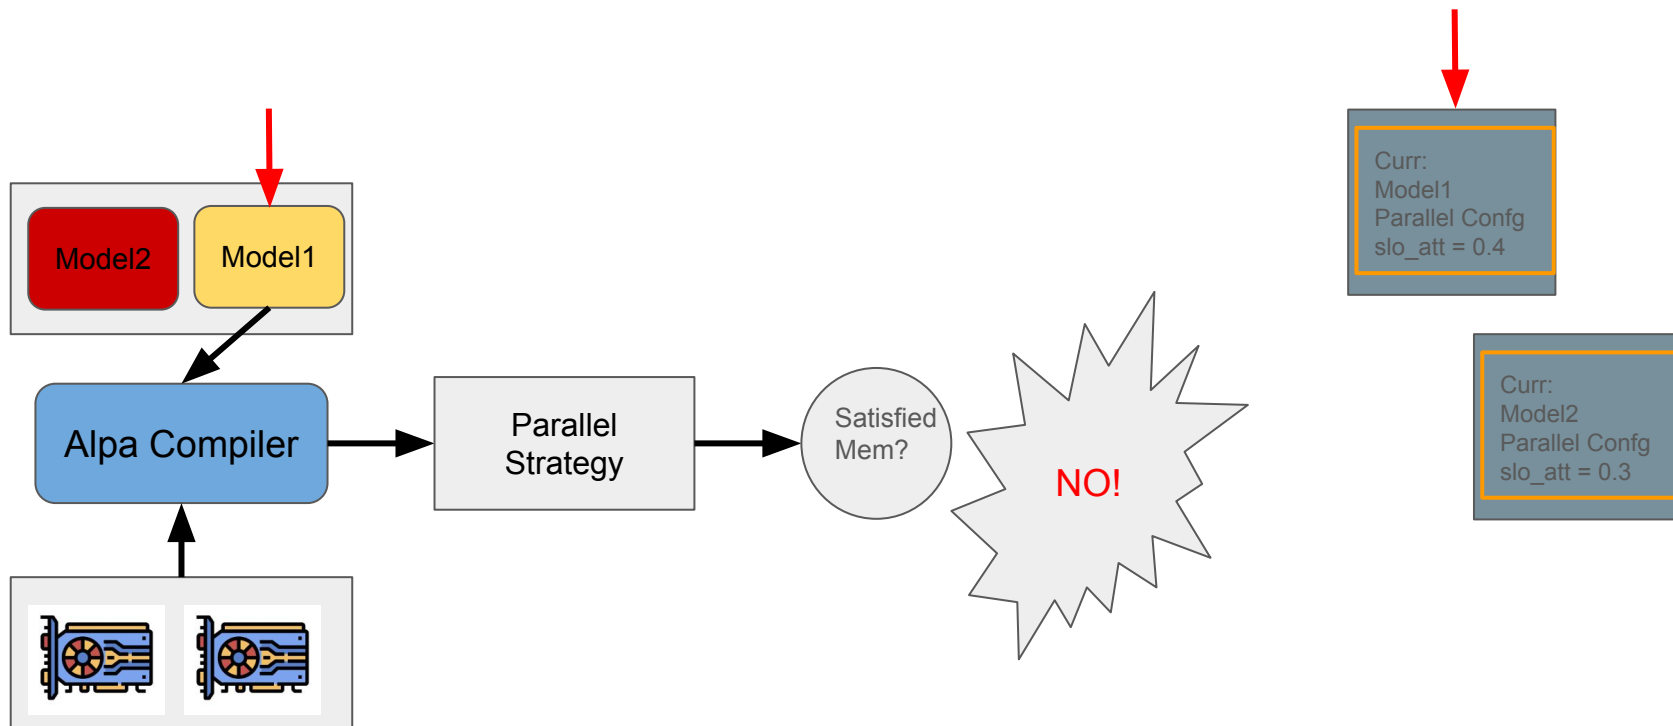 Model2
Model1
Alpa Compiler
Parallel
Strategy
Satisfied
Mem?
NO!
Curr:
Model1
Parallel Confg
slo_att = 0.4
Curr:
Model2
Parallel Confg
slo_att = 0.3